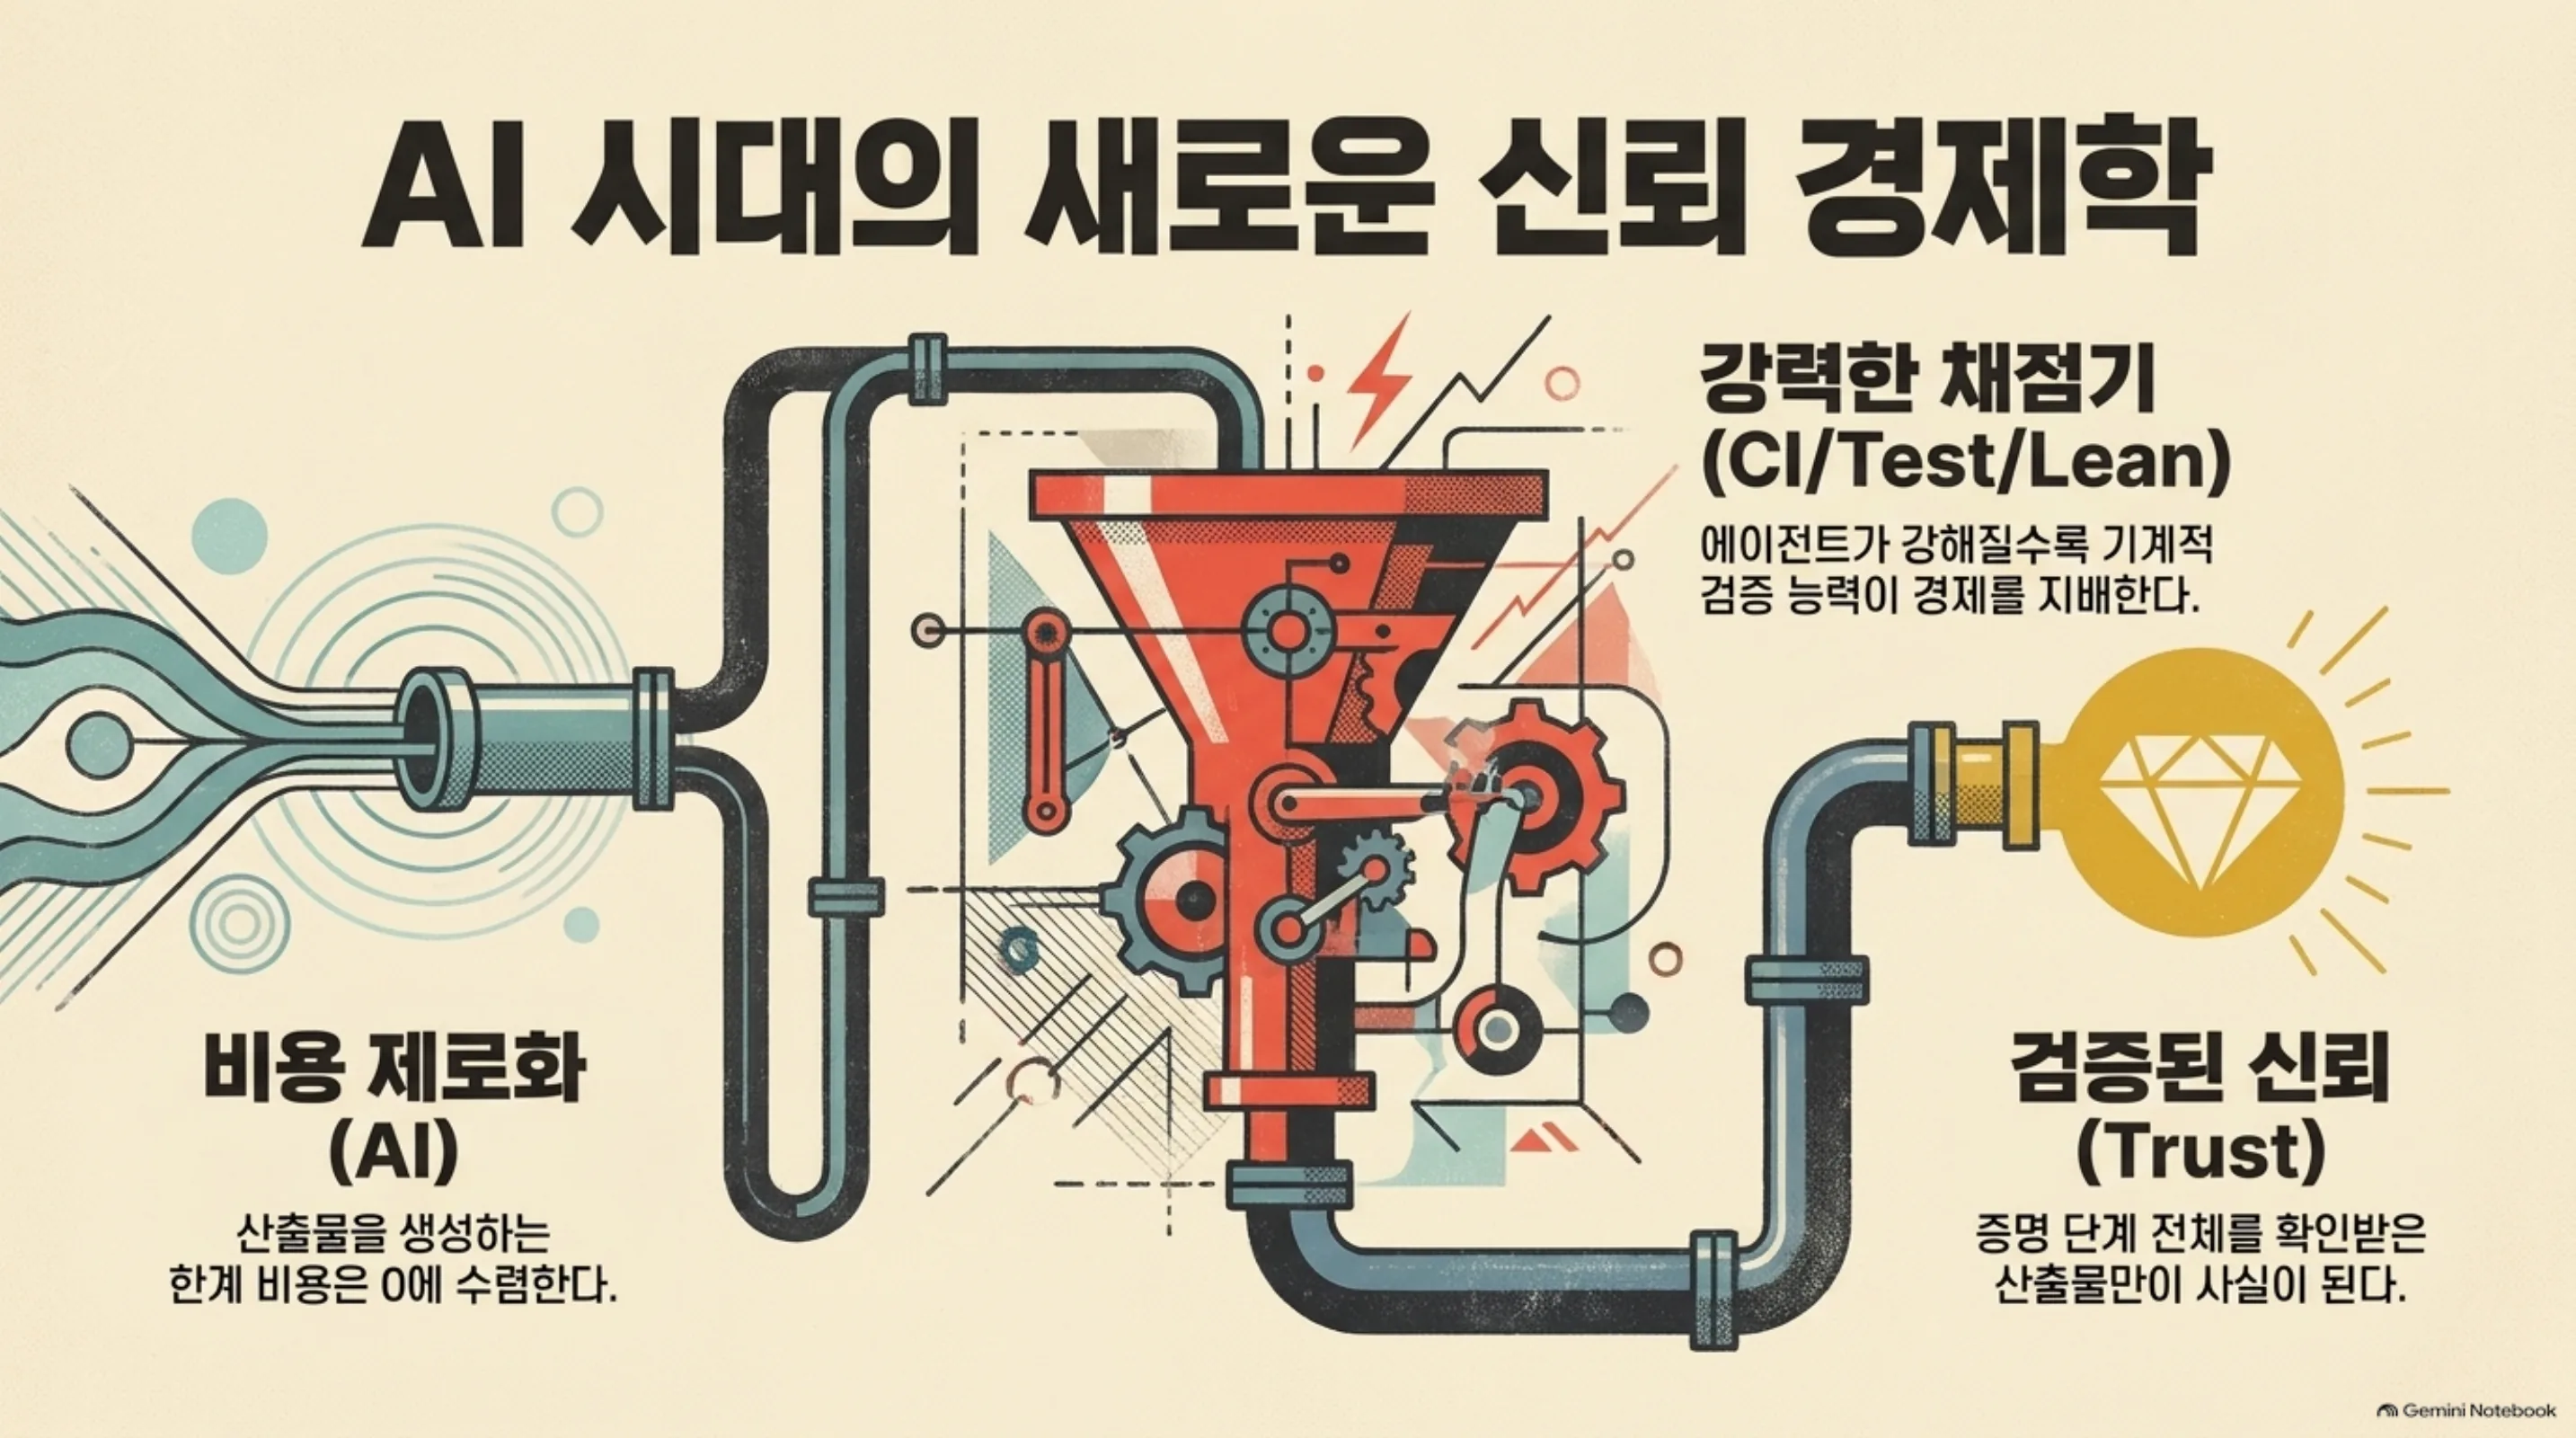 AI 시대의 새로운 신뢰 경제학
강력한 채점기
(CI/Test/Lean)
에이전트가 강해질수록 기계적
검증 능력이 경제를 지배한다.
비용 제로화
(AI)
산출물을 생성하는
한계 비용은 0에 수렴한다.
검증된 신뢰
(Trust)
증명 단계 전체를 확인받은
산출물만이 사실이 된다.
Gemini Notebook